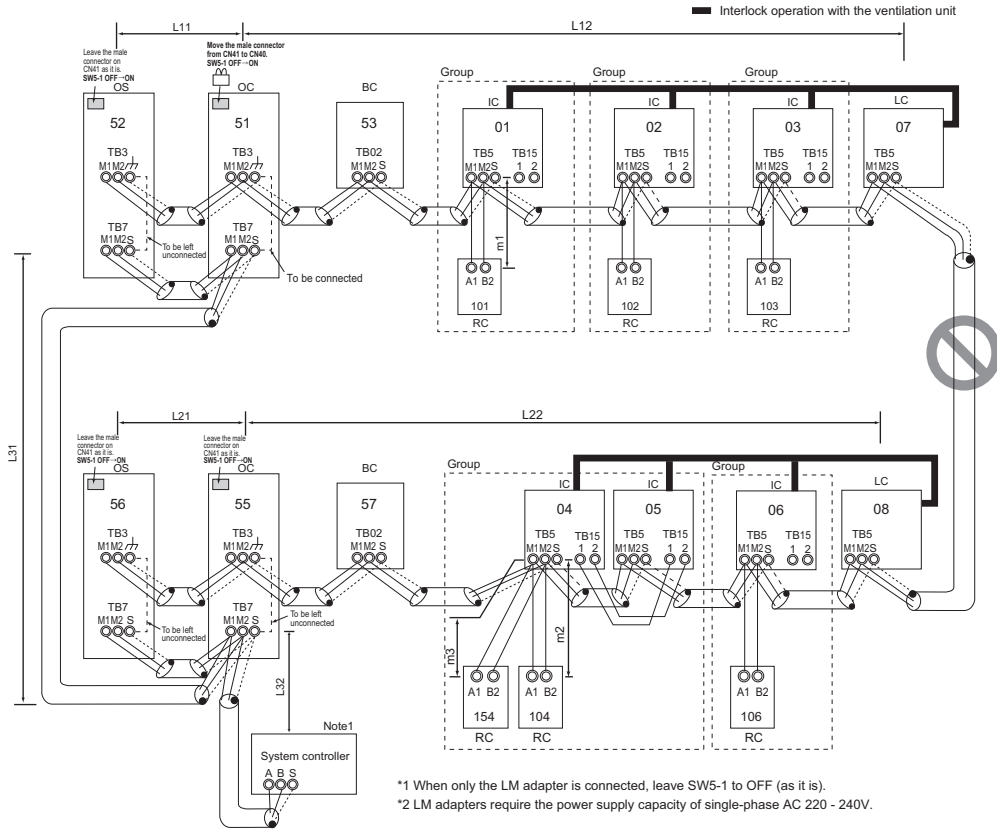 Interlock operation with the ventilation unit
L11
L12
Leave the male
connector on
CN41 as it is.
SW5-1 OFF→ON
Move the male connector
from CN41 to CN40.
SW5-1 OFF→ON
OS
OC
BC
Group
Group
Group
IC
IC
IC
LC
52
51
53
01
02
03
07
TB3
TB3
TB02
TB5
TB15
TB5
TB15
TB5
TB15
TB5
M1M2
M1M2
M1M2 S
M1M2S
1 2
M1M2S
1 2
M1M2S
1 2
M1M2S
TB7
TB7
M1M2S
M1M2 S
To be left
unconnected
To be connected
m1
A1 B2
A1 B2
A1 B2
101
102
103
RC
RC
RC
L31
L21
L22
Leave the male
connector on
CN41 as it is.
SW5-1 OFF→ON
Leave the male
connector on
CN41 as it is.
SW5-1 OFF→ON
OS
OC
BC
Group
Group
IC
IC
IC
LC
56
55
57
04
05
06
08
TB3
TB3
TB02
TB5
TB15
TB5
TB15
TB5
TB15
TB5
M1M2
M1M2
M1M2 S
M1M2S
1 2
M1M2S
1 2
M1M2S
1 2
M1M2S
TB7
TB7
M1M2S
M1M2 S
To be left
unconnected
To be left
unconnected
L32
m3
m2
A1 B2
A1 B2
A1 B2
154
104
106
RC
RC
RC
Note1
System controller
A B S
*1 When only the LM adapter is connected, leave SW5-1 to OFF (as it is).
*2 LM adapters require the power supply capacity of single-phase AC 220 - 240V.